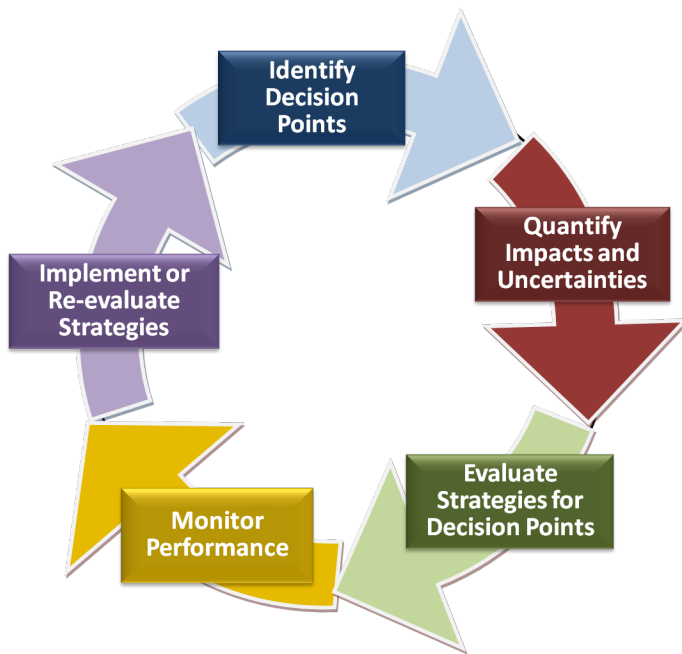 Identify
Decision
Points
Quantify
Impacts and
Uncertainties
Evaluate
Strategies for
Decision Points
Monitor
Performance
Implement or
Re-evaluate
Strategies